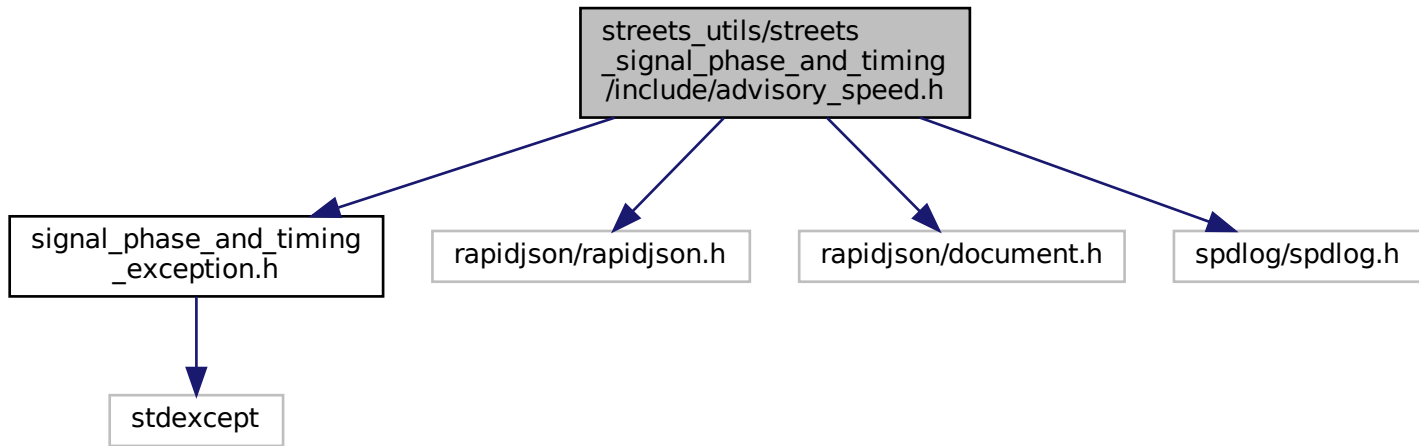 streets_utils/streets
_signal_phase_and_timing
/include/advisory_speed.h
signal_phase_and_timing
_exception.h
rapidjson/rapidjson.h
rapidjson/document.h
spdlog/spdlog.h
stdexcept